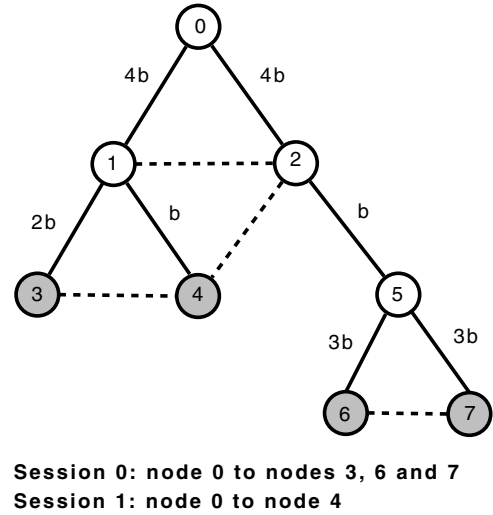 0
4b 4b
1 2
2b b b
3 4 5
3b 3b
6 7
Session 0: node 0 to nodes 3, 6 and 7
Session 1: node 0 to node 4